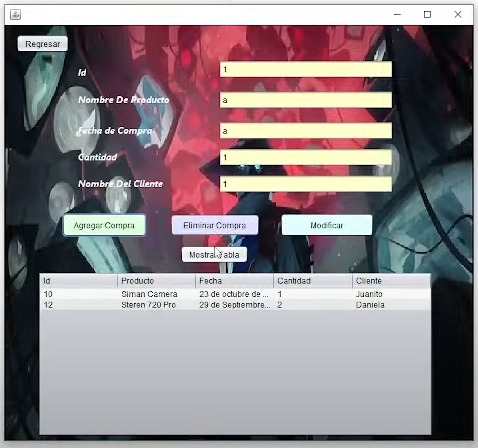 Regresar
Id 1
Nombre De Producto a
Fecha de Compra a
Cantidad 1
Nombre Del Cliente 1
Agregar Compra Eliminar Compra Modificar
Mostrar Tabla
Id Producto Fecha Cantidad Cliente
10 Siman Camera 23 de octubre de ... 1 Juanito
12 Steren 720 Pro 29 de Septiembre... 2 Daniela